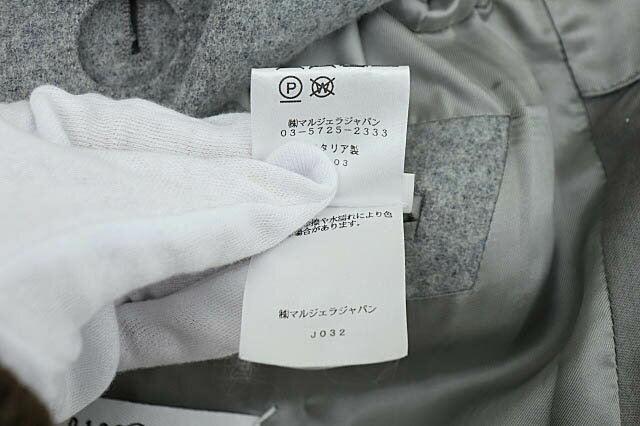 P W
㈱マルジェラジャパン
03-5725-2333
タリア製
03
擦や水濡れにより色
場合があります。
㈱マルジェラジャパン
J032